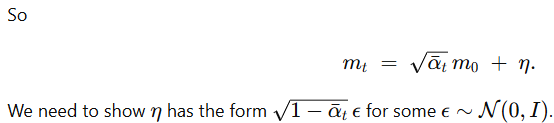 So
m_t = √ᾱ_t m_0 + η.
We need to show η has the form √1 − ᾱ_t ϵ for some ϵ ∼ 𝒩(0, I).